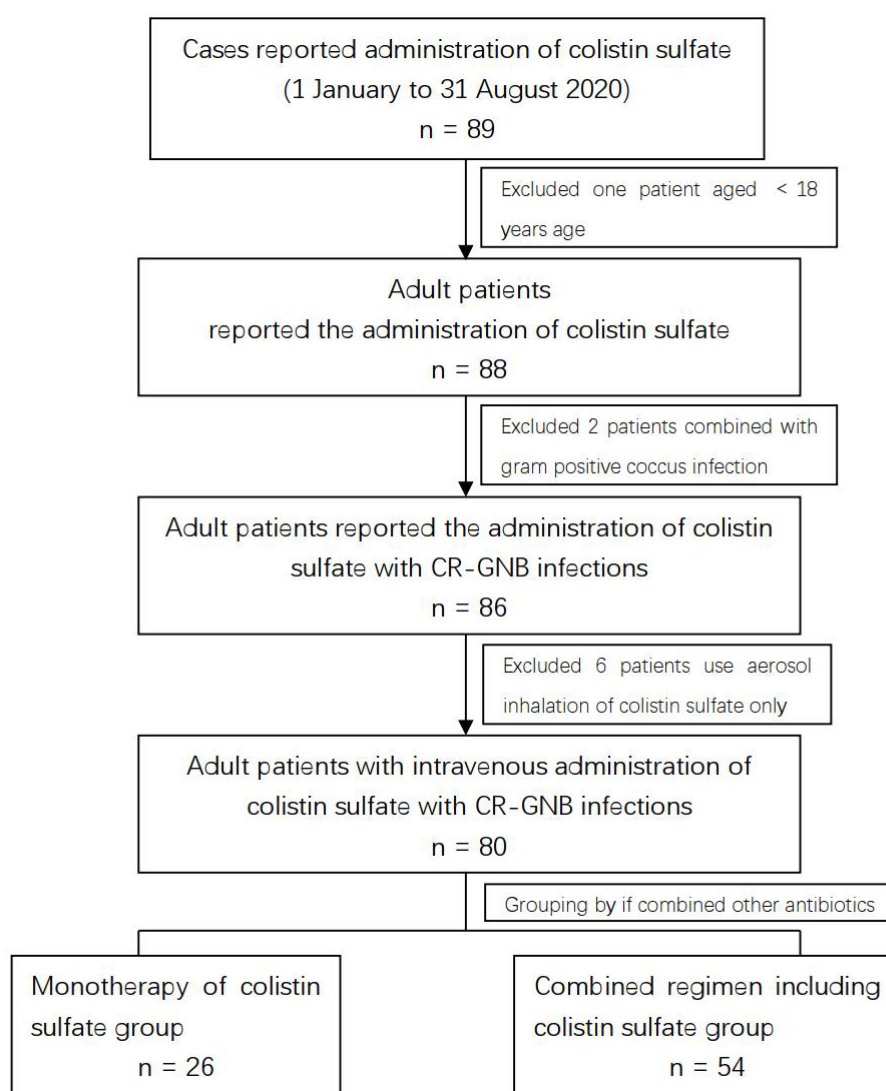 Cases reported administration of colistin sulfate
(1 January to 31 August 2020)
n = 89
Excluded one patient aged < 18
years age
Adult patients
reported the administration of colistin sulfate
n = 88
Excluded 2 patients combined with
gram positive coccus infection
Adult patients reported the administration of colistin
sulfate with CR-GNB infections
n = 86
Excluded 6 patients use aerosol
inhalation of colistin sulfate only
Adult patients with intravenous administration of
colistin sulfate with CR-GNB infections
n = 80
Grouping by if combined other antibiotics
Monotherapy of colistin
sulfate group
n = 26
Combined regimen including
colistin sulfate group
n = 54